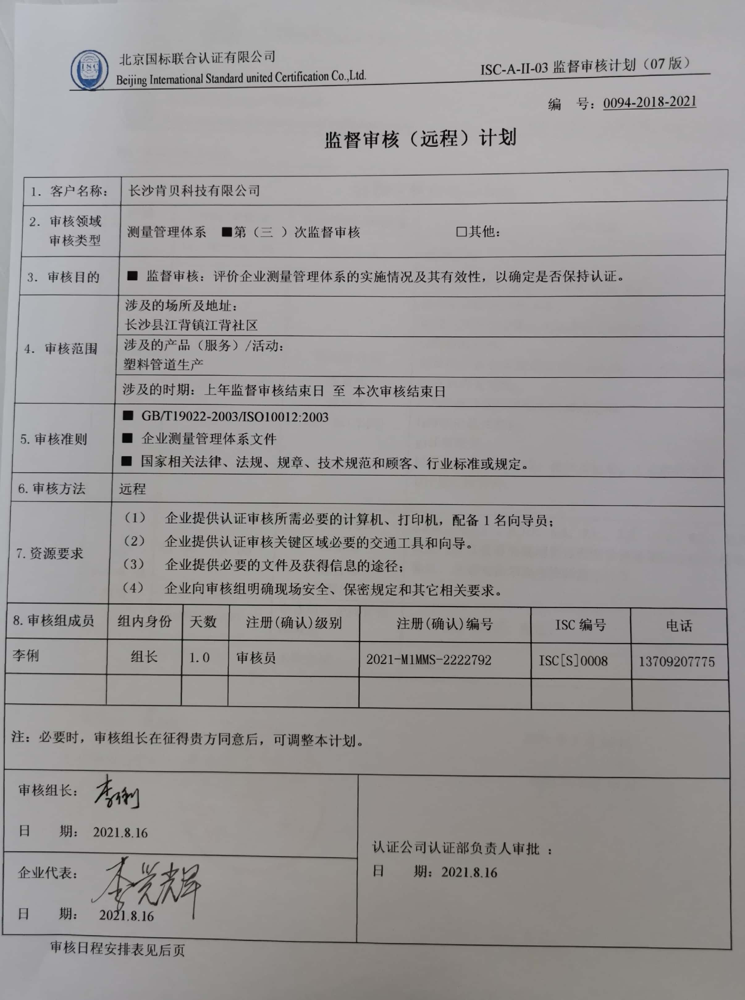 ISC
北京国标联合认证有限公司
Beijing International Standard united Certification Co.,Ltd.
ISC-A-II-03 监督审核计划（07 版）
编 号：0094-2018-2021
监督审核（远程）计划
1. 客户名称：
长沙肯贝科技有限公司
2. 审核领域
审核类型
测量管理体系 ■第（三 ）次监督审核 □其他：
3. 审核目的
■ 监督审核：评价企业测量管理体系的实施情况及其有效性，以确定是否保持认证。
4. 审核范围
涉及的场所及地址：
长沙县江背镇江背社区
涉及的产品（服务）/活动：
塑料管道生产
涉及的时期：上年监督审核结束日 至 本次审核结束日
5.审核准则
■ GB/T19022-2003/ISO10012:2003
■ 企业测量管理体系文件
■ 国家相关法律、法规、规章、技术规范和顾客、行业标准或规定。
6.审核方法
远程
7.资源要求
（1） 企业提供认证审核所需必要的计算机、打印机，配备 1 名向导员；
（2） 企业提供认证审核关键区域必要的交通工具和向导。
（3） 企业提供必要的文件及获得信息的途径；
（4） 企业向审核组明确现场安全、保密规定和其它相关要求。
8.审核组成员 组内身份 天数 注册(确认)级别 注册(确认)编号 ISC 编号 电话
李俐 组长 1.0 审核员 2021-M1MMS-2222792 ISC[S]0008 13709207775
注：必要时，审核组长在征得贵方同意后，可调整本计划。
审核组长： 李俐
日 期： 2021.8.16
企业代表： 李党辉
日 期： 2021.8.16
认证公司认证部负责人审批 ：
日 期：2021.8.16
审核日程安排表见后页